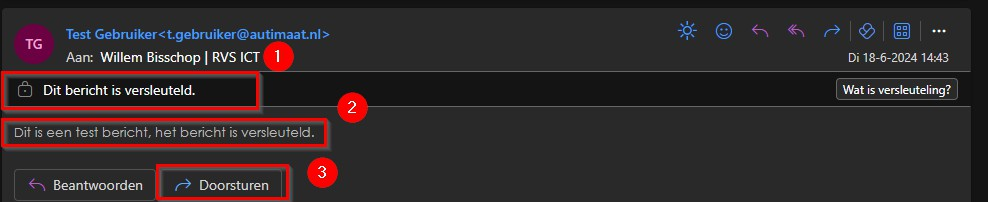 TG
Test Gebruiker<t.gebruiker@autimaat.nl>
Aan: Willem Bisschop | RVS ICT
1
Di 18-6-2024 14:43
Dit bericht is versleuteld.
Wat is versleuteling?
2
Dit is een test bericht, het bericht is versleuteld.
3
Beantwoorden
Doorsturen